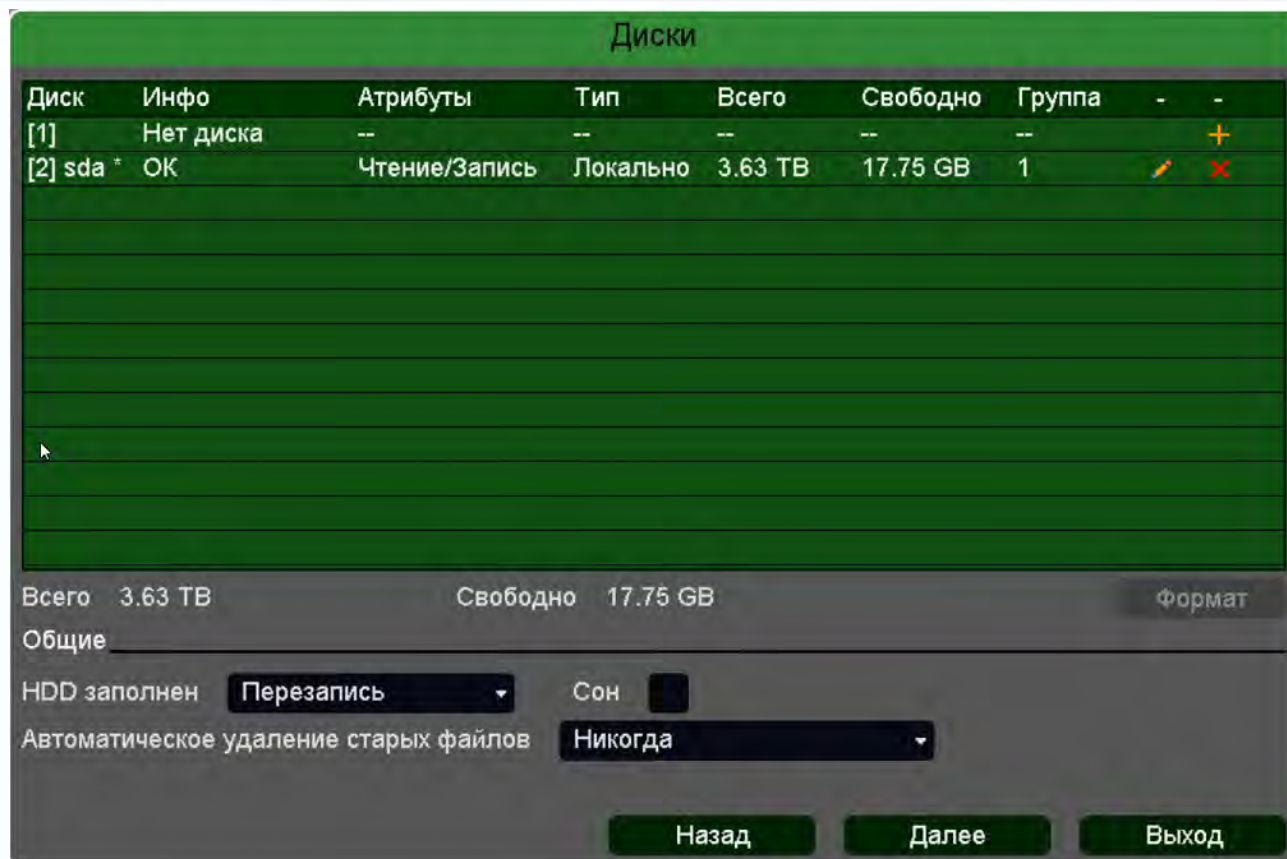 Диски
Диск Инфо Атрибуты Тип Всего Свободно Группа - -
[1] Нет диска -- -- -- -- --
[2] sda * OK Чтение/Запись Локально 3.63 TB 17.75 GB 1
Всего 3.63 TB Свободно 17.75 GB Формат
Общие
HDD заполнен Перезапись Сон
Автоматическое удаление старых файлов Никогда
Назад Далее Выход